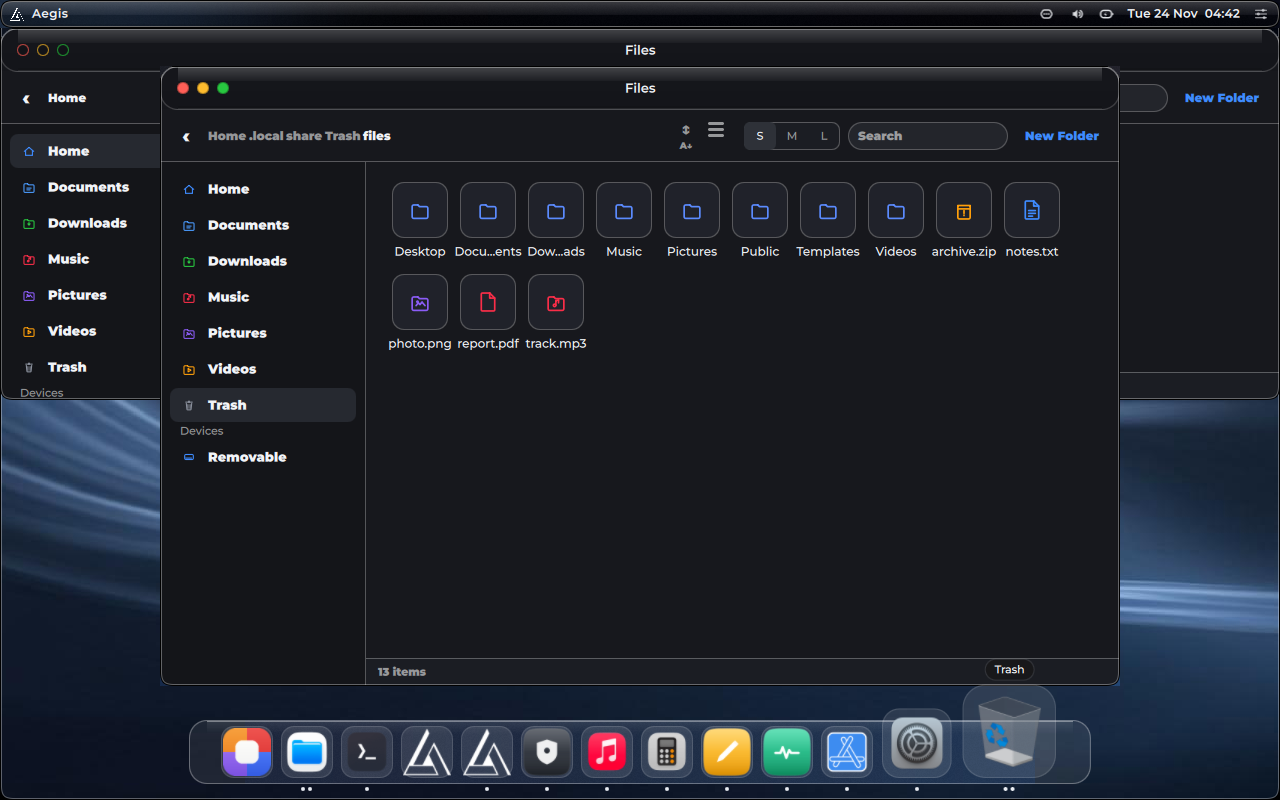 Aegis
Tue 24 Nov 04:42
Files
Home
New Folder
Home
Documents
Downloads
Music
Pictures
Videos
Trash
Devices
Files
Home .local share Trash files
A+
S M L
Search
New Folder
Home
Documents
Downloads
Music
Pictures
Videos
Trash
Devices
Removable
Desktop Docu...ents Dow...ads Music Pictures Public Templates Videos archive.zip notes.txt
photo.png report.pdf track.mp3
13 items
Trash